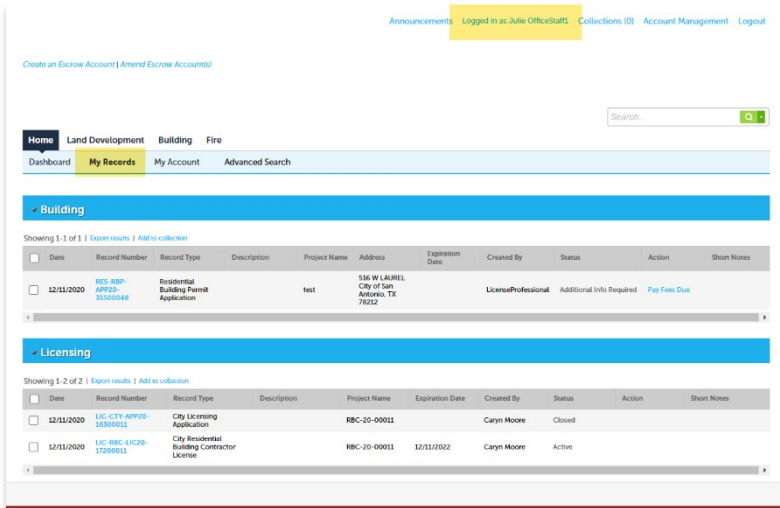 Announcements Logged in as:Julie OfficeStaff1 Collections (0) Account Management Logout
Create an Escrow Account | Amend Escrow Account(s)
Search...
Home Land Development Building Fire
Dashboard My Records My Account Advanced Search
Building
Showing 1-1 of 1 | Export results | Add to collection
Date Record Number Record Type Description Project Name Address Expiration Date Created By Status Action Short Notes
12/11/2020 RES-RBP-APP20-35500048 Residential Building Permit Application test 516 W LAUREL City of San Antonio, TX 78212 LicenseProfessional Additional Info Required Pay Fees Due
Licensing
Showing 1-2 of 2 | Export results | Add to collection
Date Record Number Record Type Description Project Name Expiration Date Created By Status Action Short Notes
12/11/2020 LIC-CTY-APP20-16300011 City Licensing Application RBC-20-00011 Caryn Moore Closed
12/11/2020 LIC-RBC-LIC20-17200011 City Residential Building Contractor License RBC-20-00011 12/11/2022 Caryn Moore Active